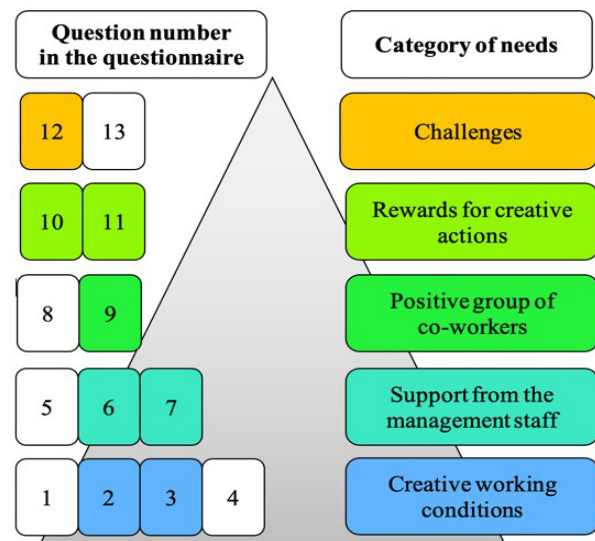 Question number
in the questionnaire
Category of needs
12 13
Challenges
10 11
Rewards for creative
actions
8 9
Positive group of
co-workers
5 6 7
Support from the
management staff
1 2 3 4
Creative working
conditions